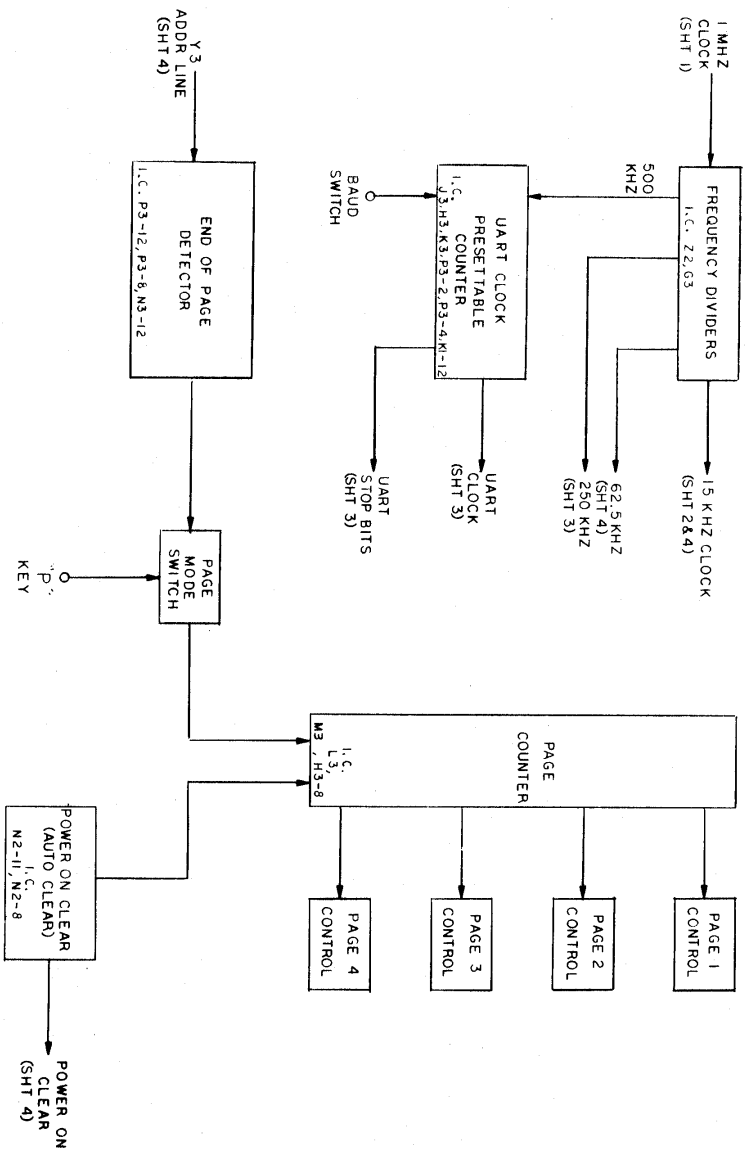 1 MHZ
CLOCK
(SHT 1)
FREQUENCY DIVIDERS
I.C. Z2, G3
15 KHZ CLOCK
(SHT 2&4)
62.5 KHZ
(SHT 4)
250 KHZ
(SHT 3)
500
KHZ
UART CLOCK
PRESETTABLE
COUNTER
I.C.
J3,H3,K3,P3-2,P3-4,K1-12
BAUD
SWITCH
UART
CLOCK
(SHT 3)
UART
STOP BITS
(SHT 3)
Y3
ADDR LINE
(SHT 4)
END OF PAGE
DETECTOR
I.C. P3-12, P3-8, N3-12
PAGE
MODE
SWITCH
"P"
KEY
PAGE
COUNTER
I.C.
L3,
M3 , H3-8
PAGE 1
CONTROL
PAGE 2
CONTROL
PAGE 3
CONTROL
PAGE 4
CONTROL
POWER ON CLEAR
(AUTO CLEAR)
I.C.
N2-11, N2-8
POWER ON
CLEAR
(SHT 4)